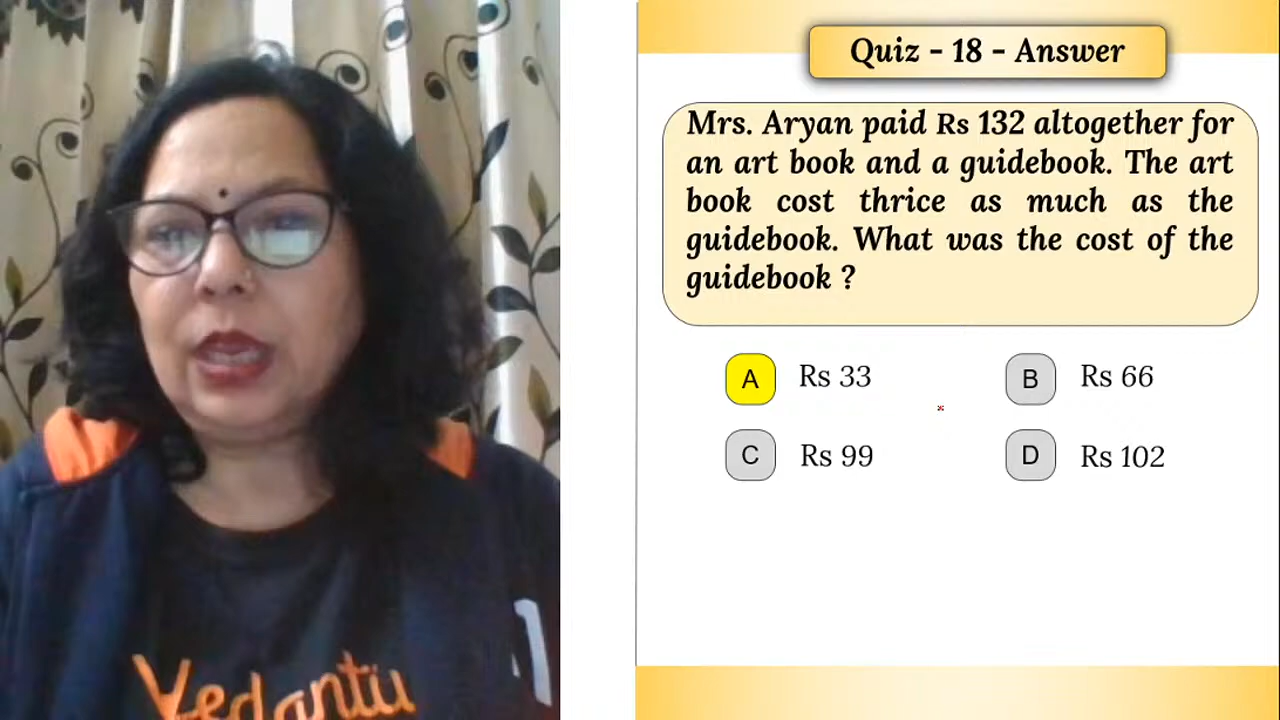 Quiz - 18 - Answer
Mrs. Aryan paid Rs 132 altogether for
an art book and a guidebook. The art
book cost thrice as much as the
guidebook. What was the cost of the
guidebook ?
A Rs 33
B Rs 66
C Rs 99
D Rs 102
Vedantu
1